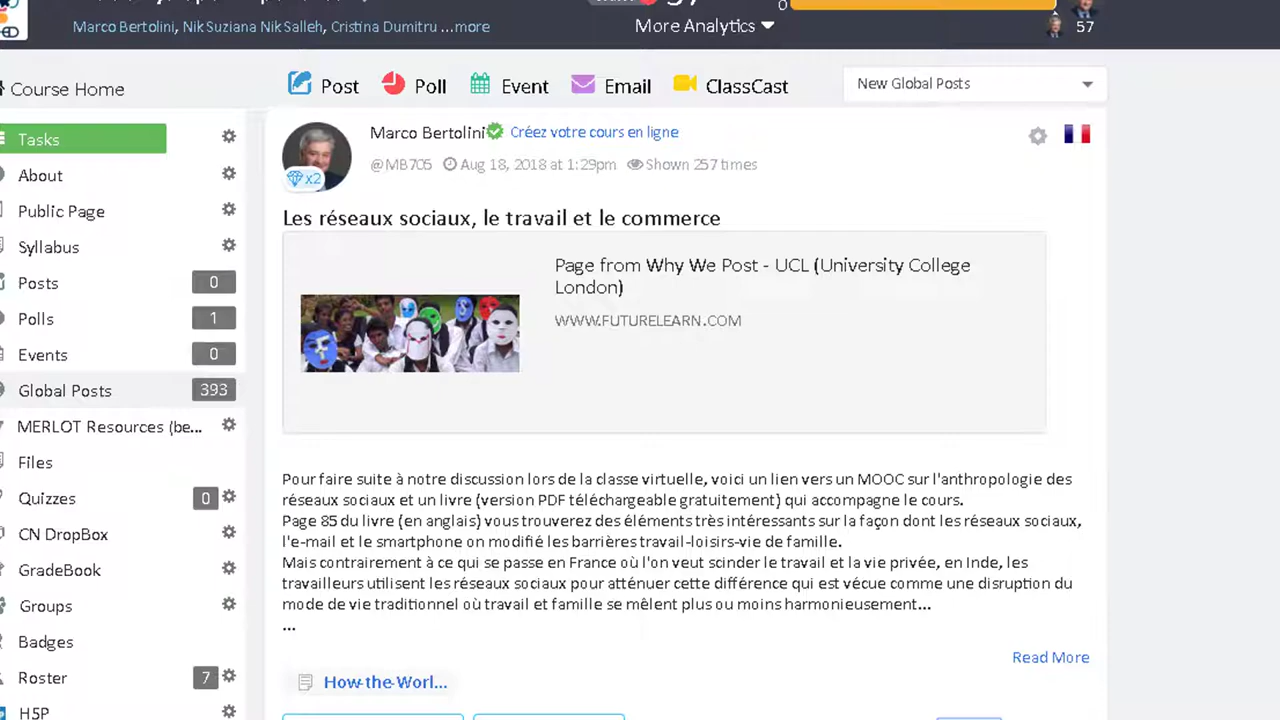 Marco Bertolini, Nik Suziana Nik Salleh, Cristina Dumitru ...more
More Analytics
0
57
Course Home
Post
Poll
Event
Email
ClassCast
New Global Posts
Tasks
About
Public Page
Syllabus
Posts 0
Polls 1
Events 0
Global Posts 393
MERLOT Resources (be...
Files
Quizzes 0
CN DropBox
GradeBook
Groups
Badges
Roster 7
H5P
Marco Bertolini Créez votre cours en ligne
@MB705 Aug 18, 2018 at 1:29pm Shown 257 times
x2
Les réseaux sociaux, le travail et le commerce
Page from Why We Post - UCL (University College
London)
WWW.FUTURELEARN.COM
Pour faire suite à notre discussion lors de la classe virtuelle, voici un lien vers un MOOC sur l'anthropologie des
réseaux sociaux et un livre (version PDF téléchargeable gratuitement) qui accompagne le cours.
Page 85 du livre (en anglais) vous trouverez des éléments très intéressants sur la façon dont les réseaux sociaux,
l'e-mail et le smartphone on modifié les barrières travail-loisirs-vie de famille.
Mais contrairement à ce qui se passe en France où l'on veut scinder le travail et la vie privée, en Inde, les
travailleurs utilisent les réseaux sociaux pour atténuer cette différence qui est vécue comme une disruption du
mode de vie traditionnel où travail et famille se mêlent plus ou moins harmonieusement...
...
Read More
How-the-Worl...